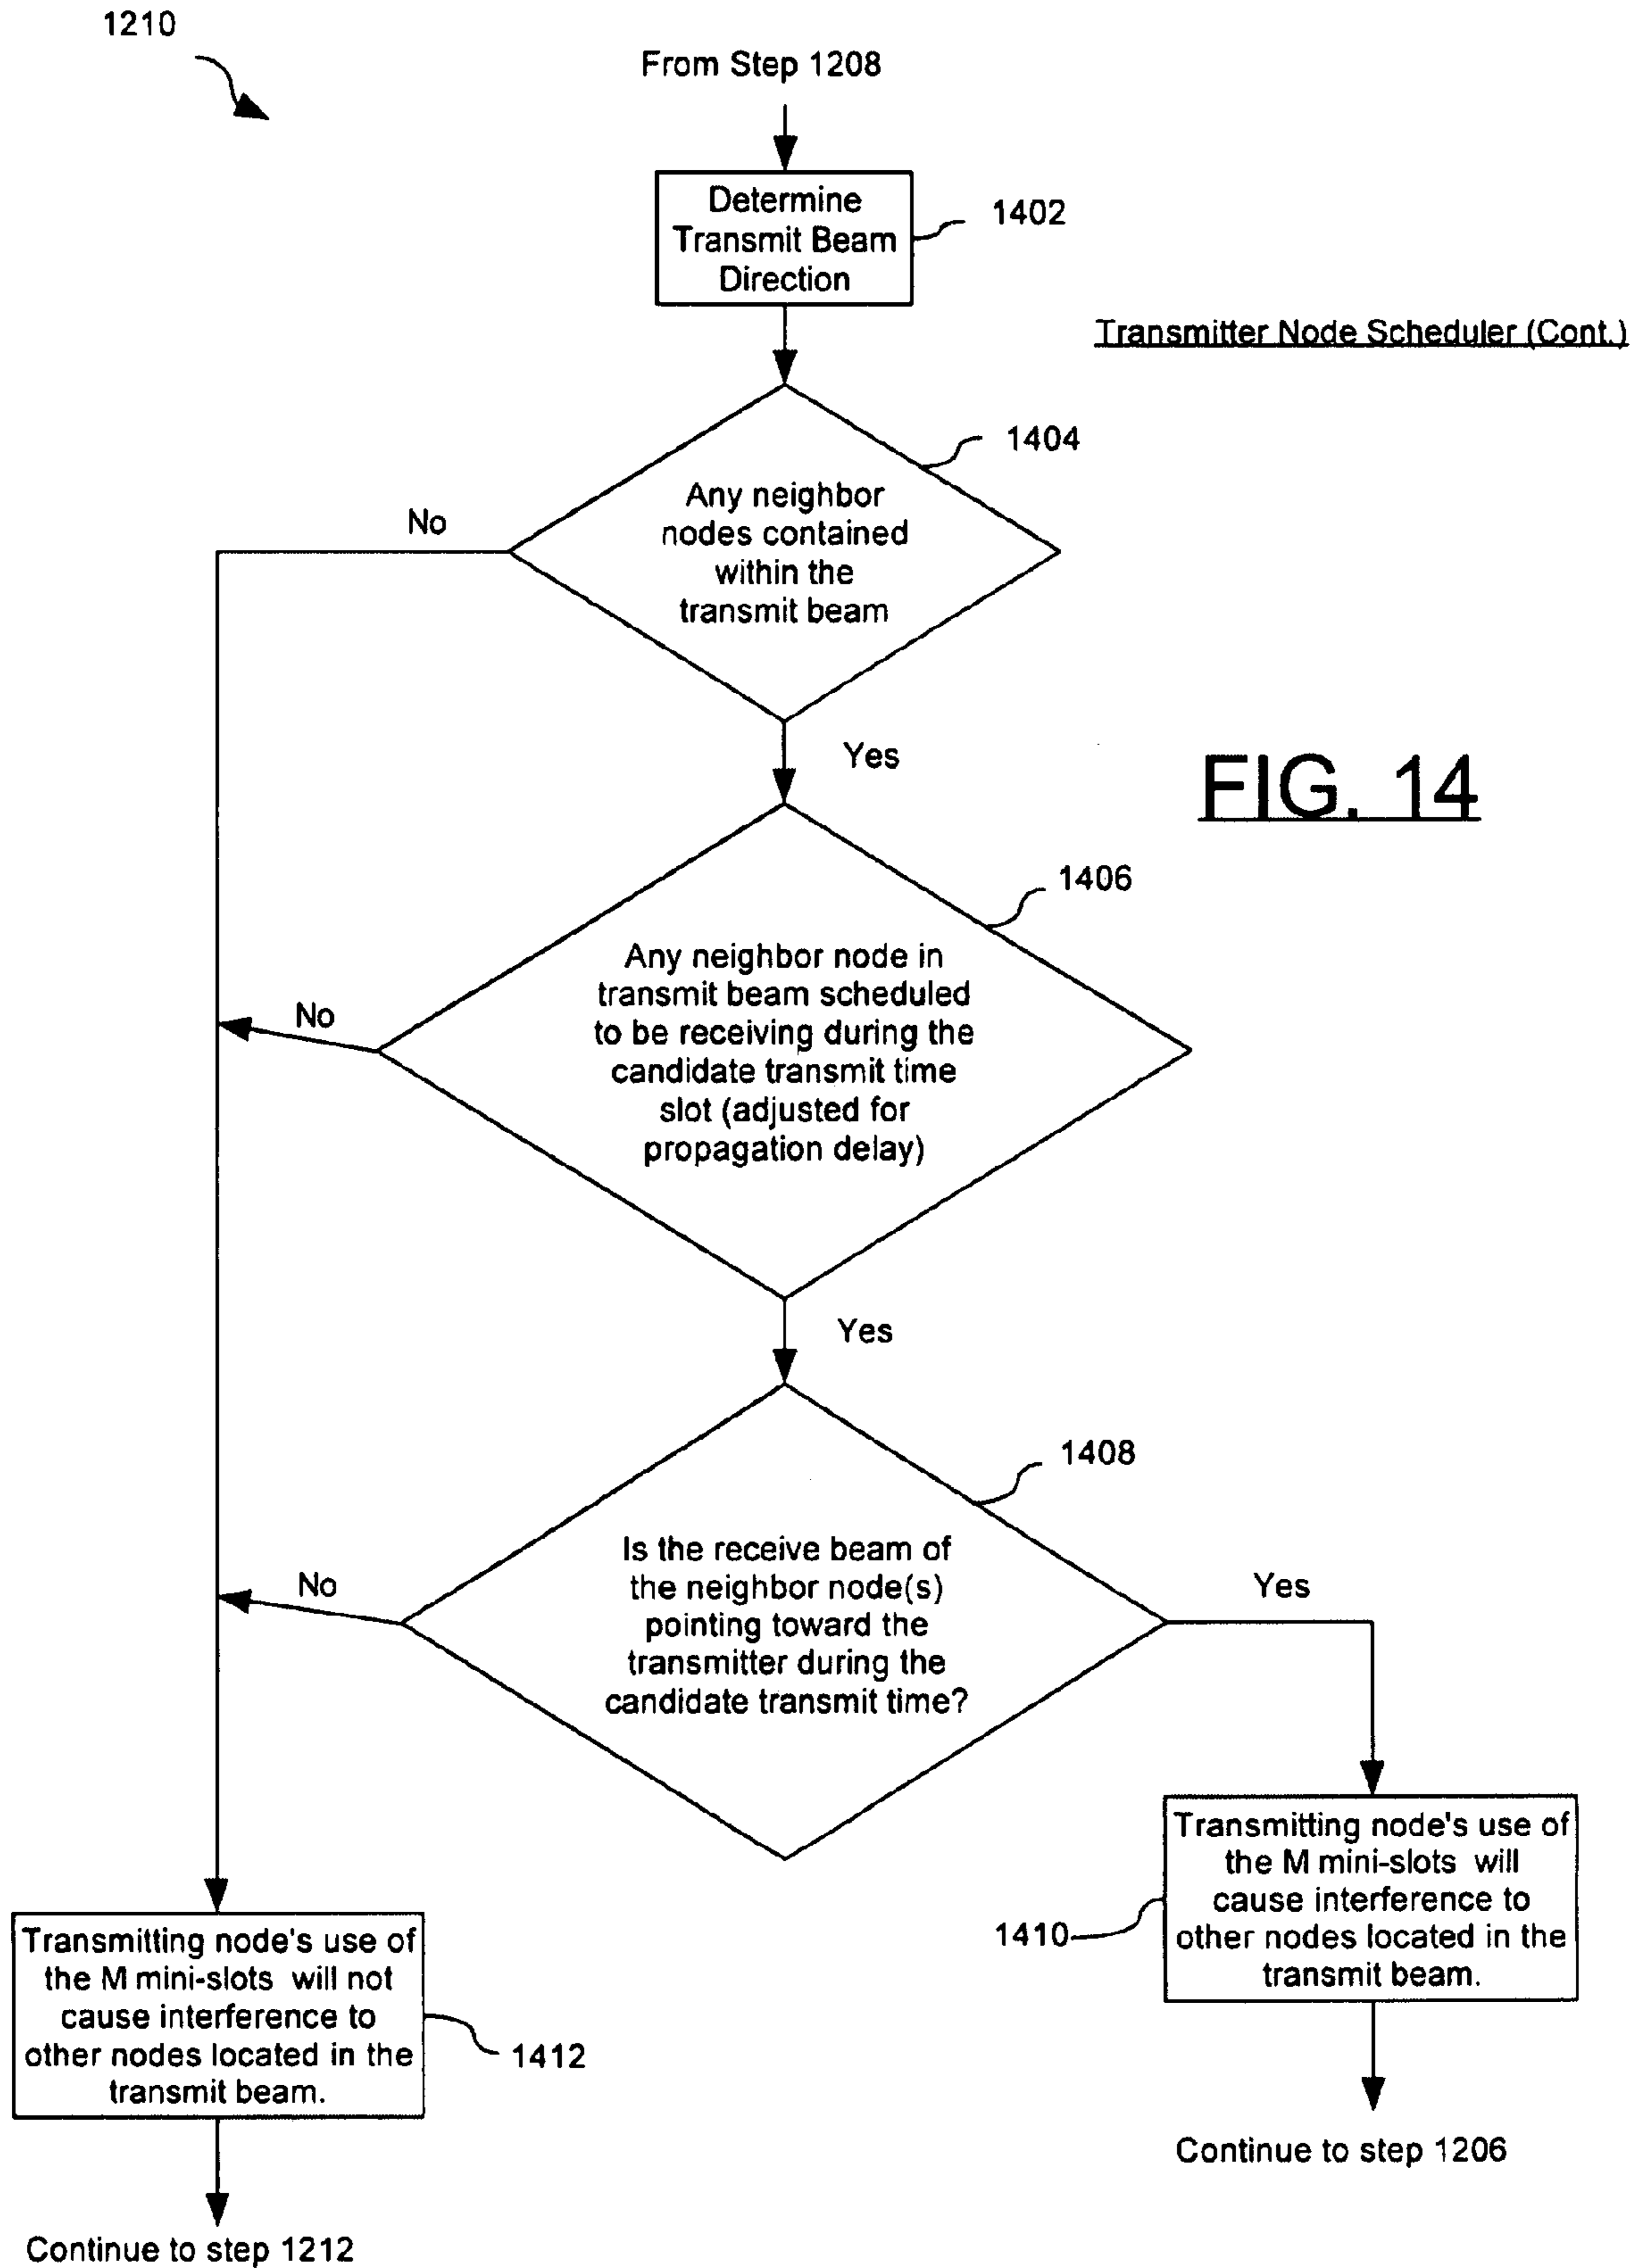 1210
From Step 1208
Determine
Transmit Beam
Direction
1402
Transmitter Node Scheduler (Cont.)
1404
Any neighbor
nodes contained
within the
transmit beam
No
Yes
FIG. 14
1406
Any neighbor node in
transmit beam scheduled
to be receiving during the
candidate transmit time
slot (adjusted for
propagation delay)
No
Yes
1408
Is the receive beam of
the neighbor node(s)
pointing toward the
transmitter during the
candidate transmit time?
No
Yes
Transmitting node's use of
the M mini-slots will
cause interference to
other nodes located in the
transmit beam.
1410
Transmitting node's use of
the M mini-slots will not
cause interference to
other nodes located in the
transmit beam.
1412
Continue to step 1206
Continue to step 1212